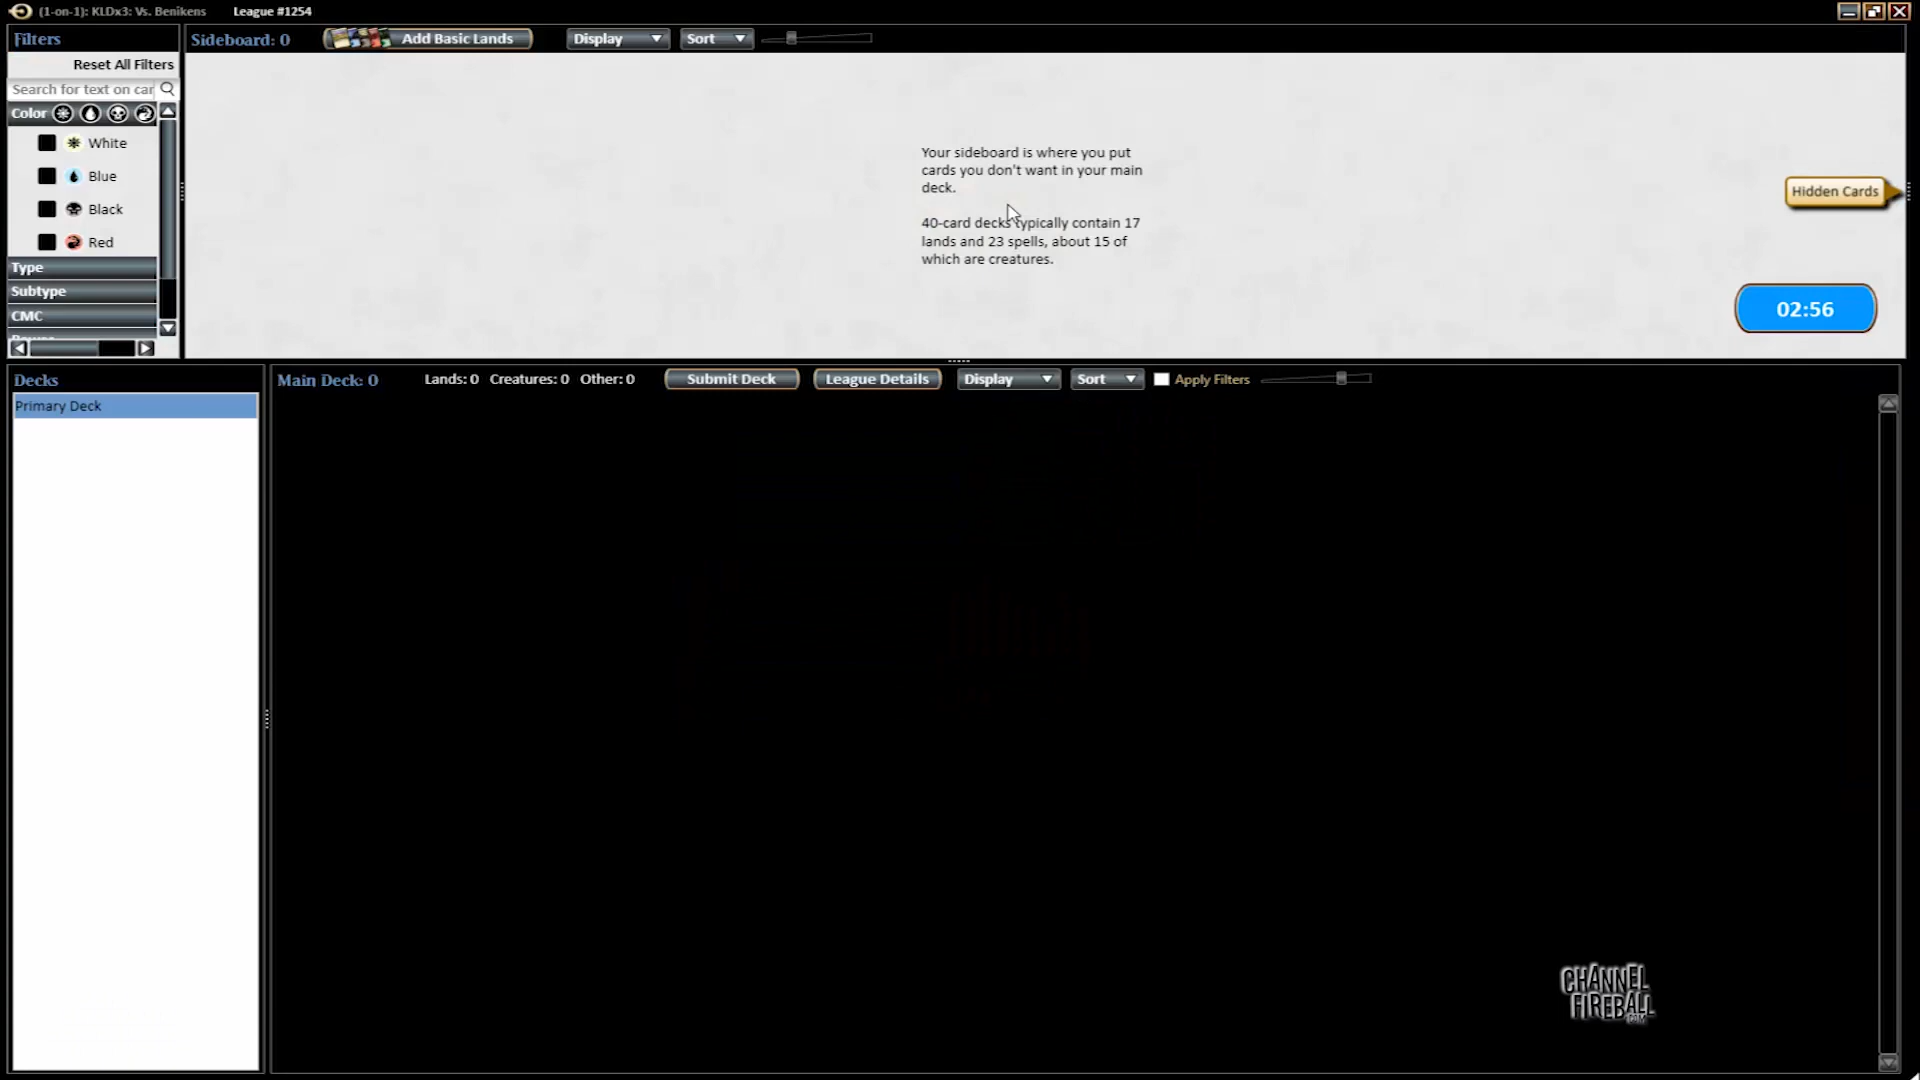 (1-on-1): KLDx3: Vs. Benikens League #1254
Filters
Sideboard: 0 Add Basic Lands Display Sort
Reset All Filters
Search for text on car
Color
White
Blue
Black
Red
Type
Subtype
CMC
Your sideboard is where you put
cards you don't want in your main
deck.
40-card decks typically contain 17
lands and 23 spells, about 15 of
which are creatures.
Hidden Cards
02:56
Decks
Primary Deck
Main Deck: 0 Lands: 0 Creatures: 0 Other: 0 Submit Deck League Details Display Sort Apply Filters
CHANNEL
FIREBALL
.COM